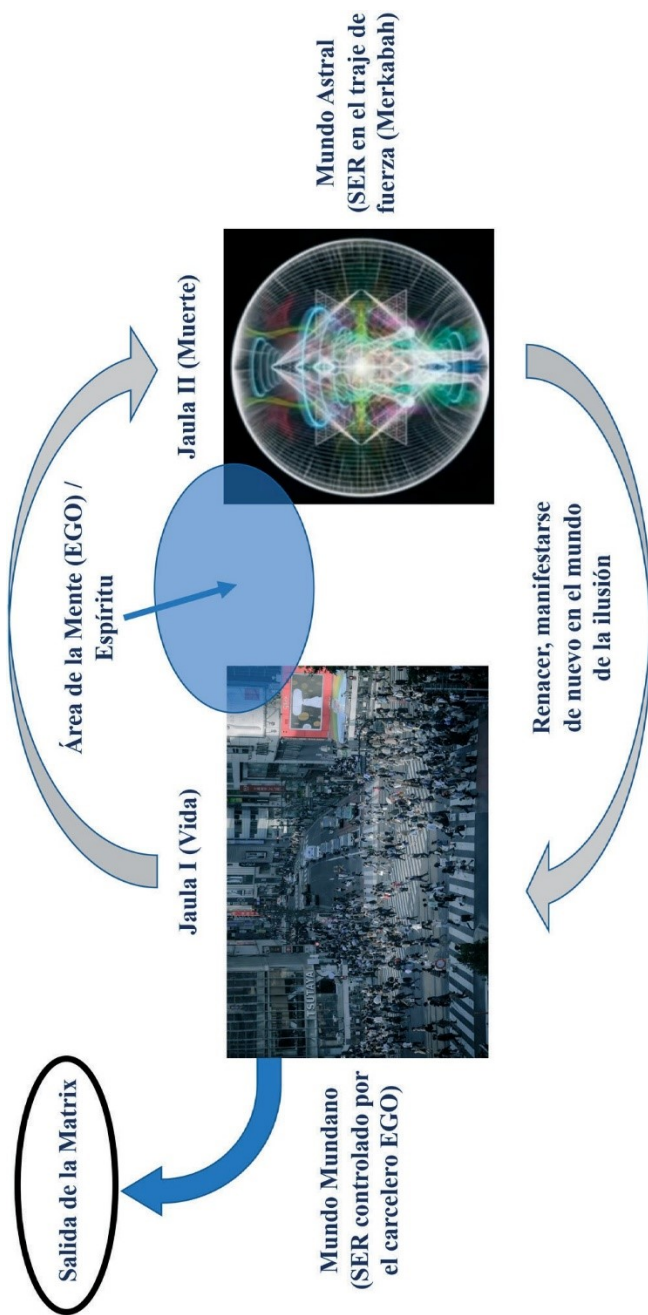 Salida de la Matrix
Área de la Mente (EGO) /
Espíritu
Jaula I (Vida)
Jaula II (Muerte)
TSUTAYA
Mundo Mundano
(SER controlado por
el carcelero EGO)
Mundo Astral
(SER en el traje de
fuerza (Merkabah)
Renacer, manifestarse
de nuevo en el mundo
de la ilusión